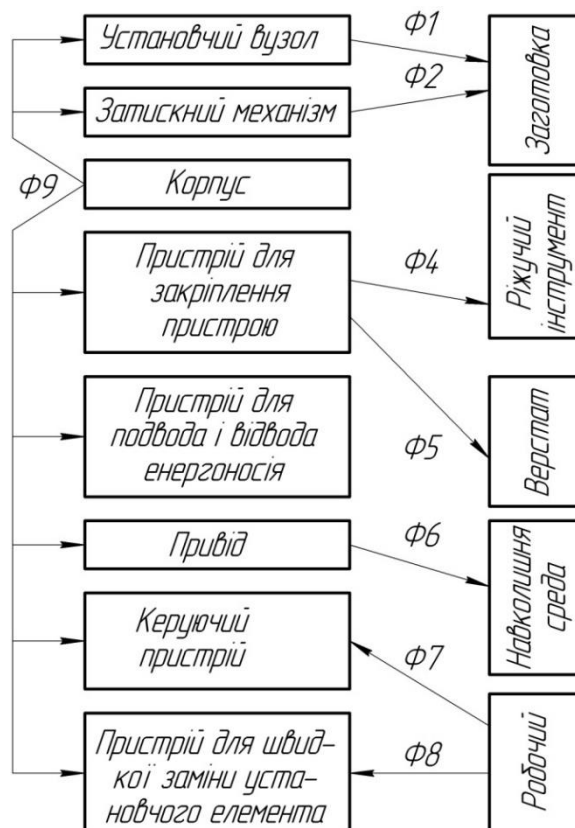 Установчий вузол
Ф1
Заготовка
Затискний механізм
Ф2
Ф9
Корпус
Пристрій для
закріплення
пристрою
Ф4
Ріжучий
інструмент
Пристрій для
подвода і відвода
енергоносія
Ф5
Верстат
Привід
Ф6
Навколишня
среда
Керуючий
пристрій
Ф7
Робочий
Пристрій для швид-
кої заміни уста-
новчого елемента
Ф8